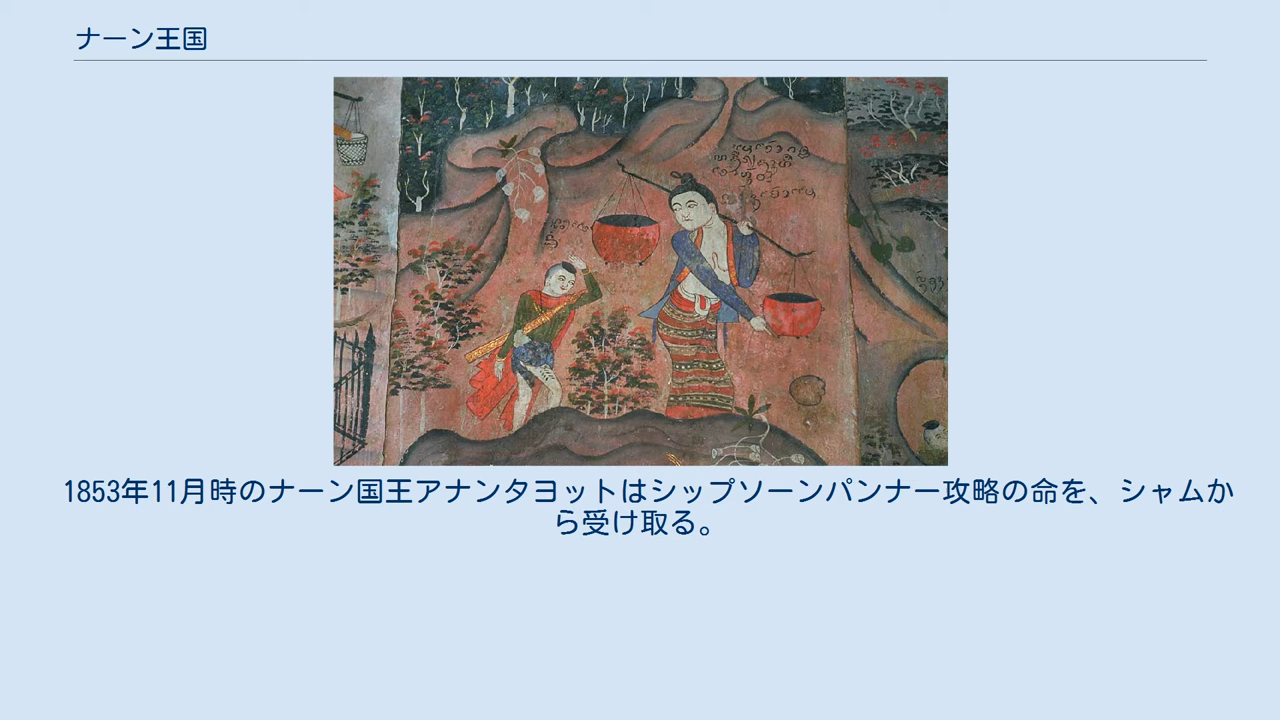 ナーン王国
1853年11月時のナーン国王アナンタヨットはシップソーンパンナー攻略の命を、シャムか
ら受け取る。